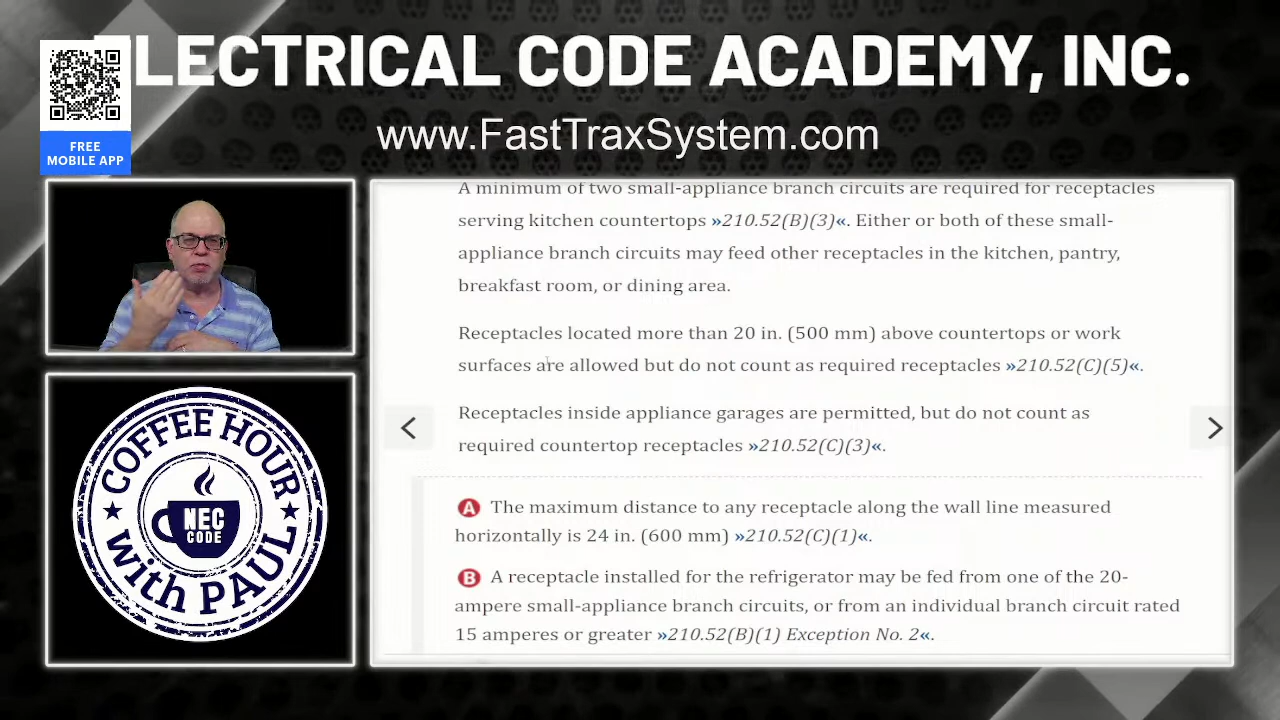 ELECTRICAL CODE ACADEMY, INC.
www.FastTraxSystem.com
FREE
MOBILE APP
A minimum of two small-appliance branch circuits are required for receptacles
serving kitchen countertops »210.52(B)(3)«. Either or both of these small-
appliance branch circuits may feed other receptacles in the kitchen, pantry,
breakfast room, or dining area.
Receptacles located more than 20 in. (500 mm) above countertops or work
surfaces are allowed but do not count as required receptacles »210.52(C)(5)«.
Receptacles inside appliance garages are permitted, but do not count as
required countertop receptacles »210.52(C)(3)«.
A The maximum distance to any receptacle along the wall line measured
horizontally is 24 in. (600 mm) »210.52(C)(1)«.
B A receptacle installed for the refrigerator may be fed from one of the 20-
ampere small-appliance branch circuits, or from an individual branch circuit rated
15 amperes or greater »210.52(B)(1) Exception No. 2«.
COFFEE HOUR
NEC
CODE
with PAUL